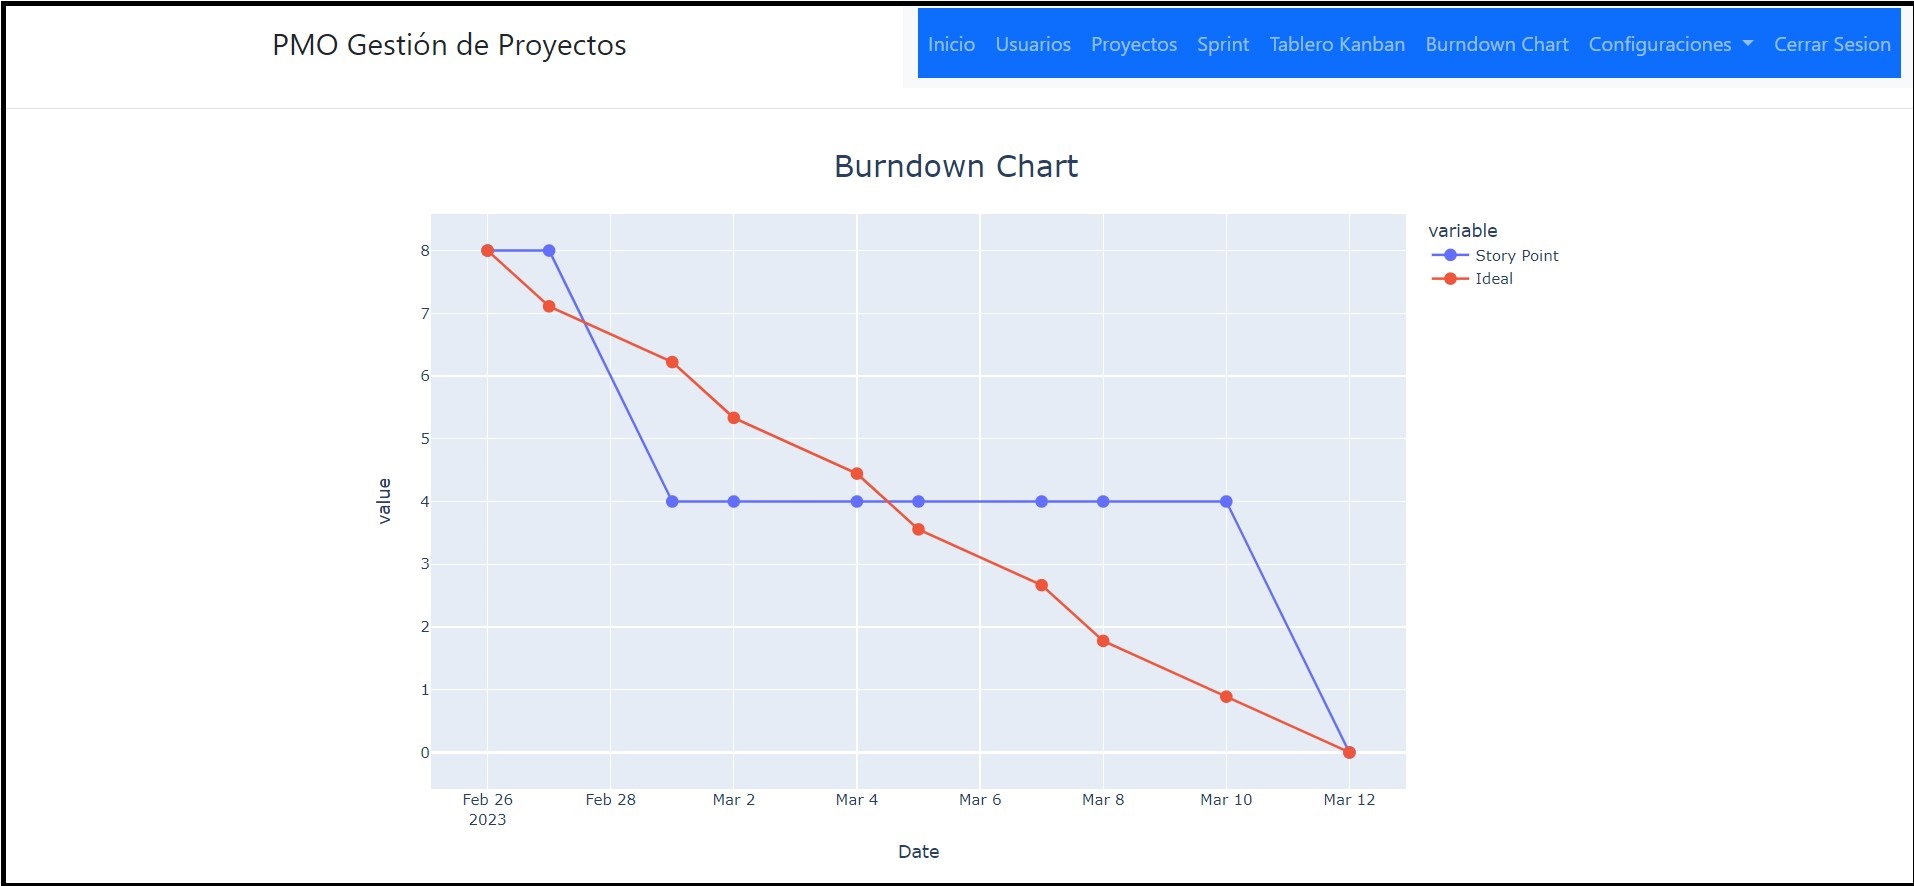 PMO Gestión de Proyectos
Inicio Usuarios Proyectos Sprint Tablero Kanban Burndown Chart Configuraciones Cerrar Sesion
Burndown Chart
variable
Story Point
Ideal
8
7
6
5
4
3
2
1
0
value
Feb 26 Feb 28 Mar 2 Mar 4 Mar 6 Mar 8 Mar 10 Mar 12
2023
Date